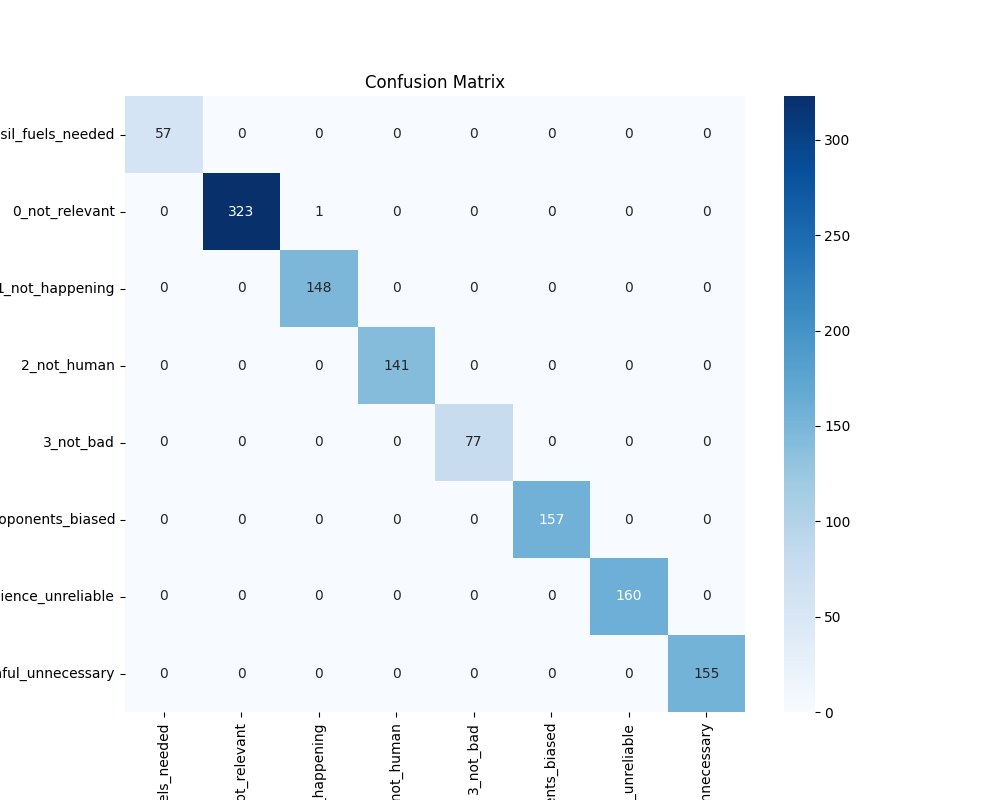 Confusion Matrix
sil_fuels_needed 57 0 0 0 0 0 0 0
0_not_relevant 0 323 1 0 0 0 0 0
1_not_happening 0 0 148 0 0 0 0 0
2_not_human 0 0 0 141 0 0 0 0
3_not_bad 0 0 0 0 77 0 0 0
oponents_biased 0 0 0 0 0 157 0 0
ience_unreliable 0 0 0 0 0 0 160 0
ful_unnecessary 0 0 0 0 0 0 0 155
els_needed
ot_relevant
_happening
not_human
3_not_bad
ents_biased
_unreliable
nnecessary
300
250
200
150
100
50
0